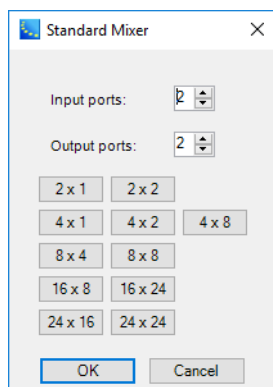 Standard Mixer
Input ports: 2
Output ports: 2
2 x 1 2 x 2
4 x 1 4 x 2 4 x 8
8 x 4 8 x 8
16 x 8 16 x 24
24 x 16 24 x 24
OK Cancel